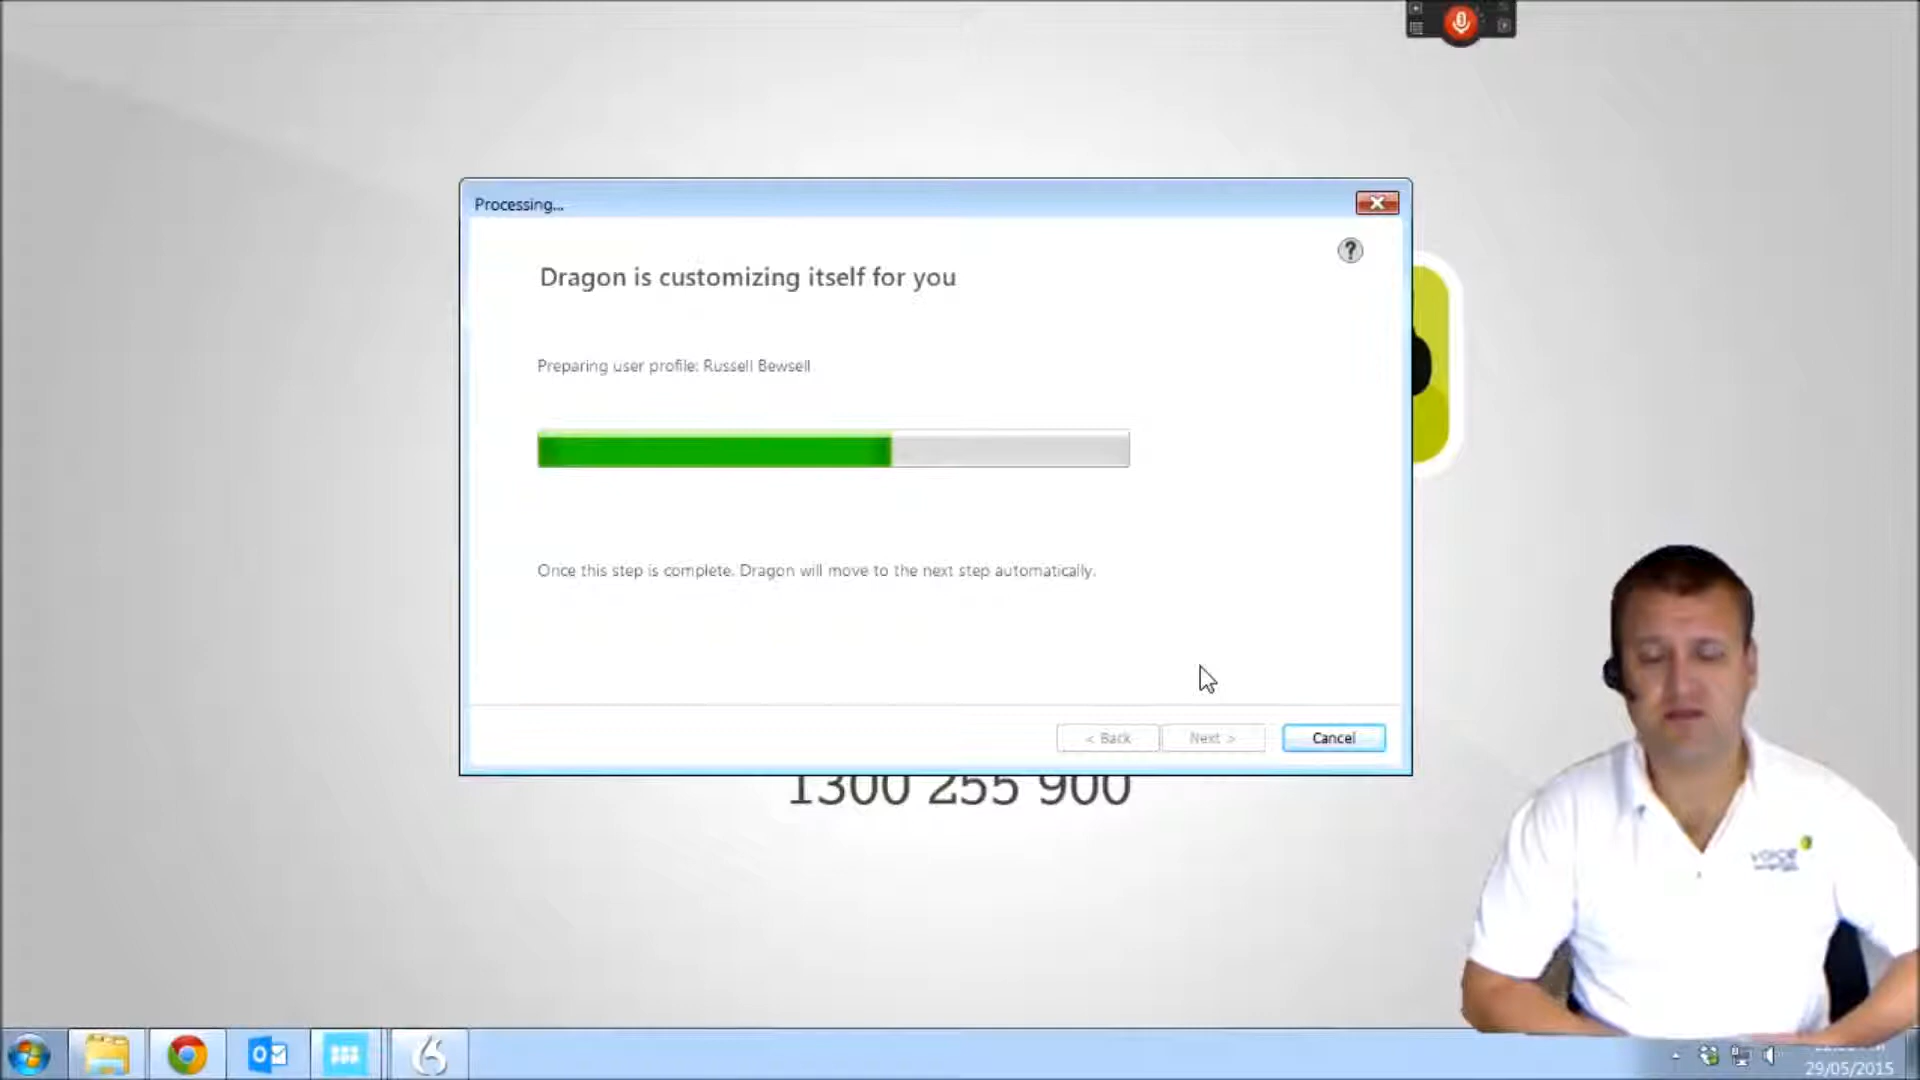 Processing...
?
Dragon is customizing itself for you
Preparing user profile: Russell Bewsell
Once this step is complete. Dragon will move to the next step automatically.
< Back
Next >
Cancel
1300 255 900
VOICE
29/05/2015